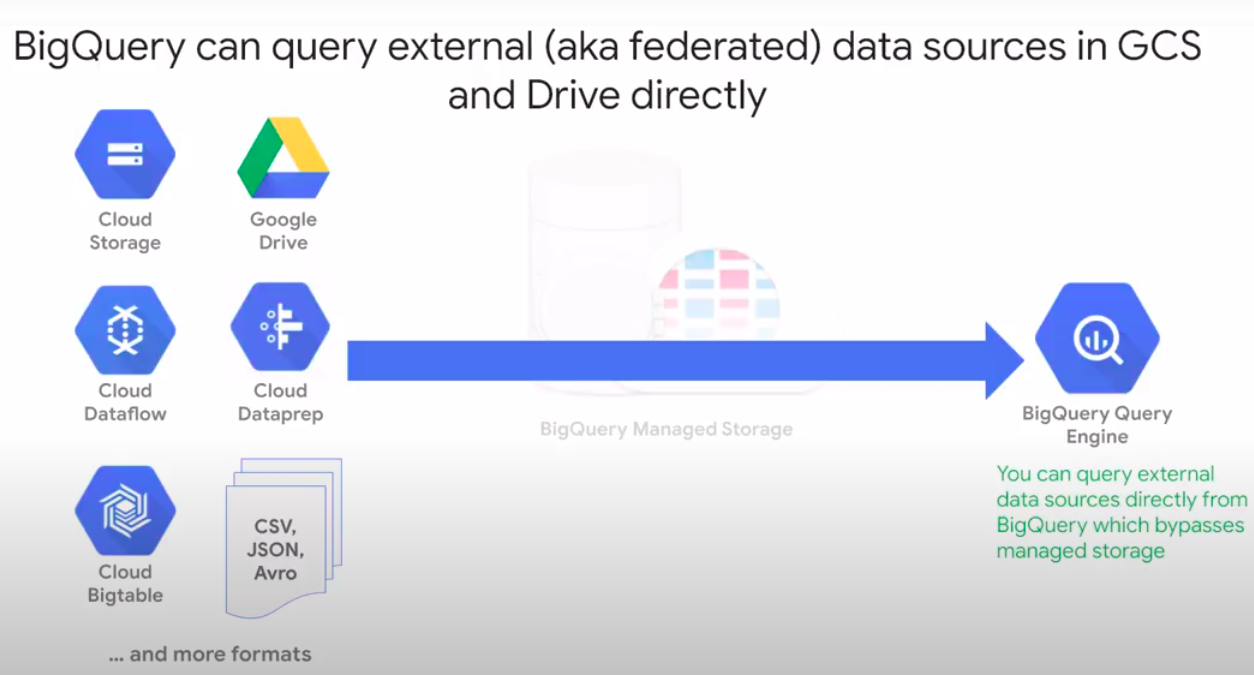 BigQuery can query external (aka federated) data sources in GCS
and Drive directly
Cloud
Storage
Google
Drive
Cloud
Dataflow
Cloud
Dataprep
BigQuery Managed Storage
BigQuery Query
Engine
You can query external
data sources directly from
BigQuery which bypasses
managed storage
Cloud
Bigtable
CSV,
JSON,
Avro
... and more formats